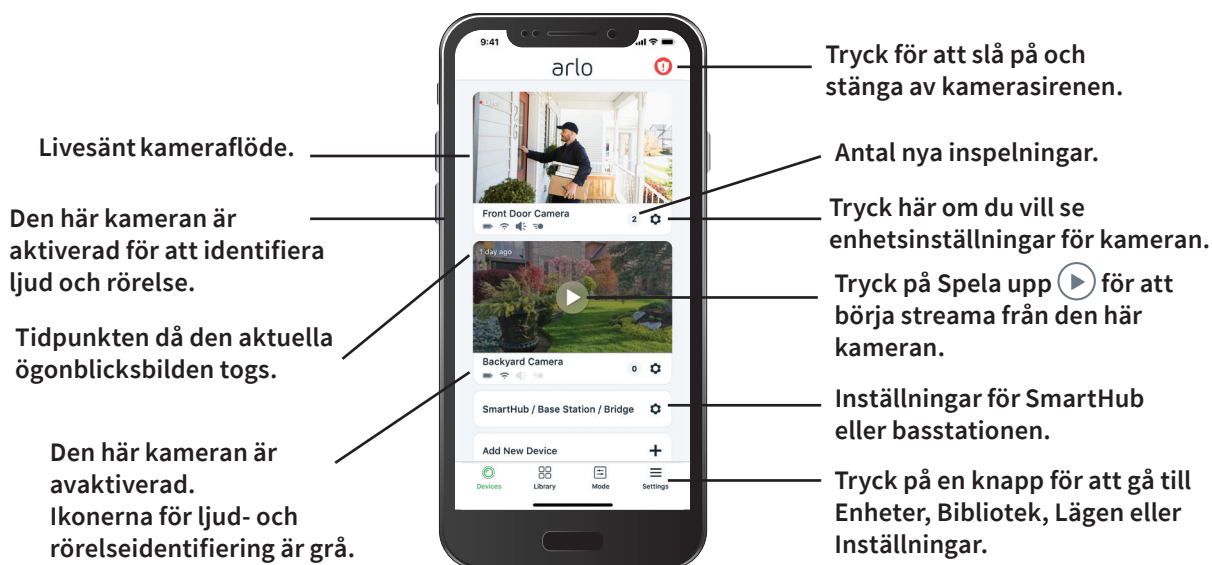 Livesänt kameraflöde.
Den här kameran är
aktiverad för att identifiera
ljud och rörelse.
Tidpunkten då den aktuella
ögonblicksbilden togs.
Den här kameran är
avaktiverad.
Ikonerna för ljud- och
rörelseidentifiering är grå.
9:41
arlo
26
Front Door Camera
2
1 day ago
Backyard Camera
0
SmartHub / Base Station / Bridge
Add New Device
Devices
Library
Mode
Settings
Tryck för att slå på och
stänga av kamerasirenen.
Antal nya inspelningar.
Tryck här om du vill se
enhetsinställningar för kameran.
Tryck på Spela upp för att
börja streama från den här
kameran.
Inställningar för SmartHub
eller basstationen.
Tryck på en knapp för att gå till
Enheter, Bibliotek, Lägen eller
Inställningar.